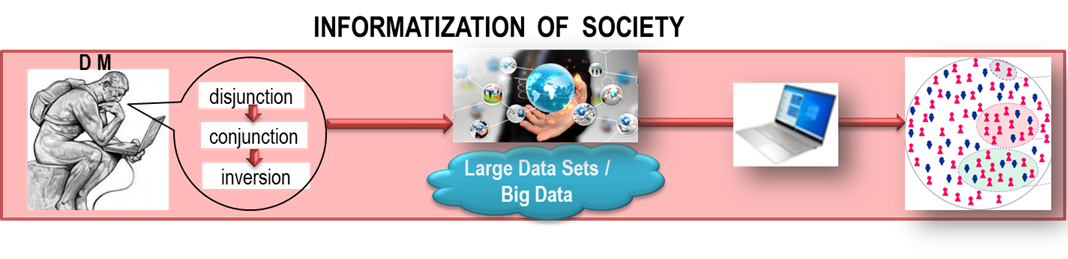 INFORMATIZATION OF SOCIETY
D M
disjunction
conjunction
inversion
Large Data Sets /
Big Data